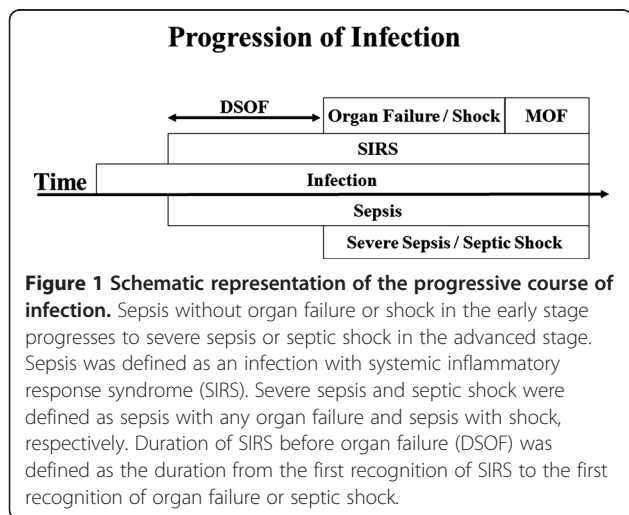 Progression of Infection
DSOF
Organ Failure / Shock
MOF
SIRS
Time
Infection
Sepsis
Severe Sepsis / Septic Shock
Figure 1 Schematic representation of the progressive course of
infection. Sepsis without organ failure or shock in the early stage
progresses to severe sepsis or septic shock in the advanced stage.
Sepsis was defined as an infection with systemic inflammatory
response syndrome (SIRS). Severe sepsis and septic shock were
defined as sepsis with any organ failure and sepsis with shock,
respectively. Duration of SIRS before organ failure (DSOF) was
defined as the duration from the first recognition of SIRS to the first
recognition of organ failure or septic shock.